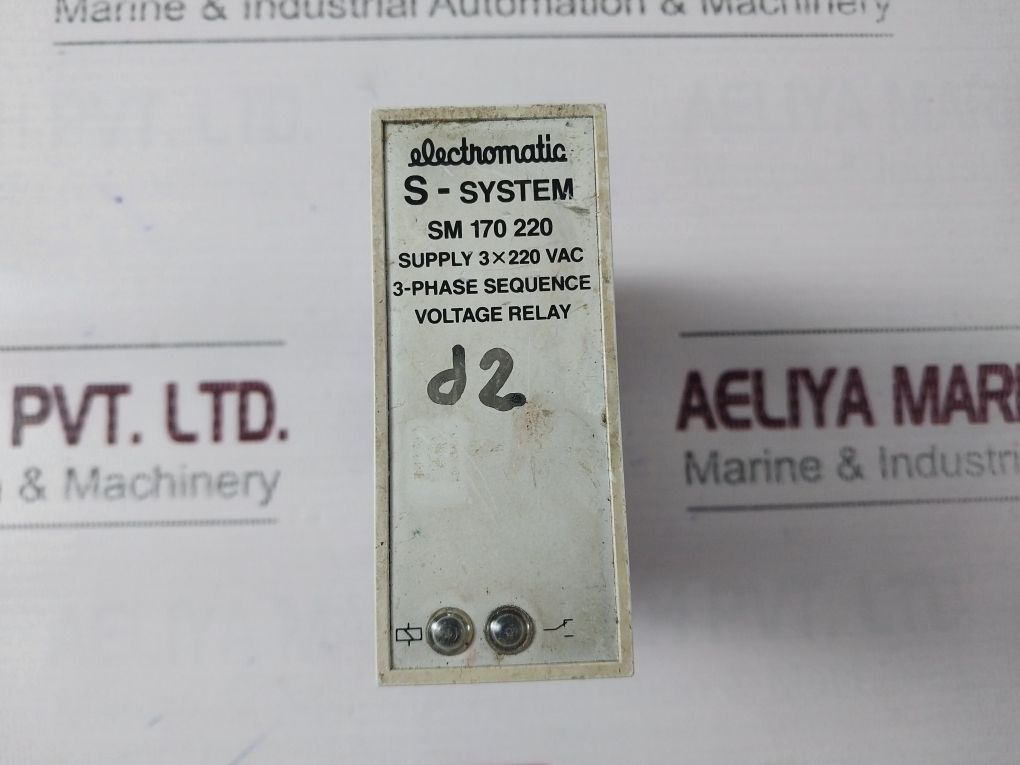 Marine & Industrial Automation & Machinery
electromatic
S - SYSTEM
SM 170 220
SUPPLY 3×220 VAC
3-PHASE SEQUENCE
VOLTAGE RELAY
d2
PVT. LTD.
& Machinery
AELIYA MARI
Marine & Industri